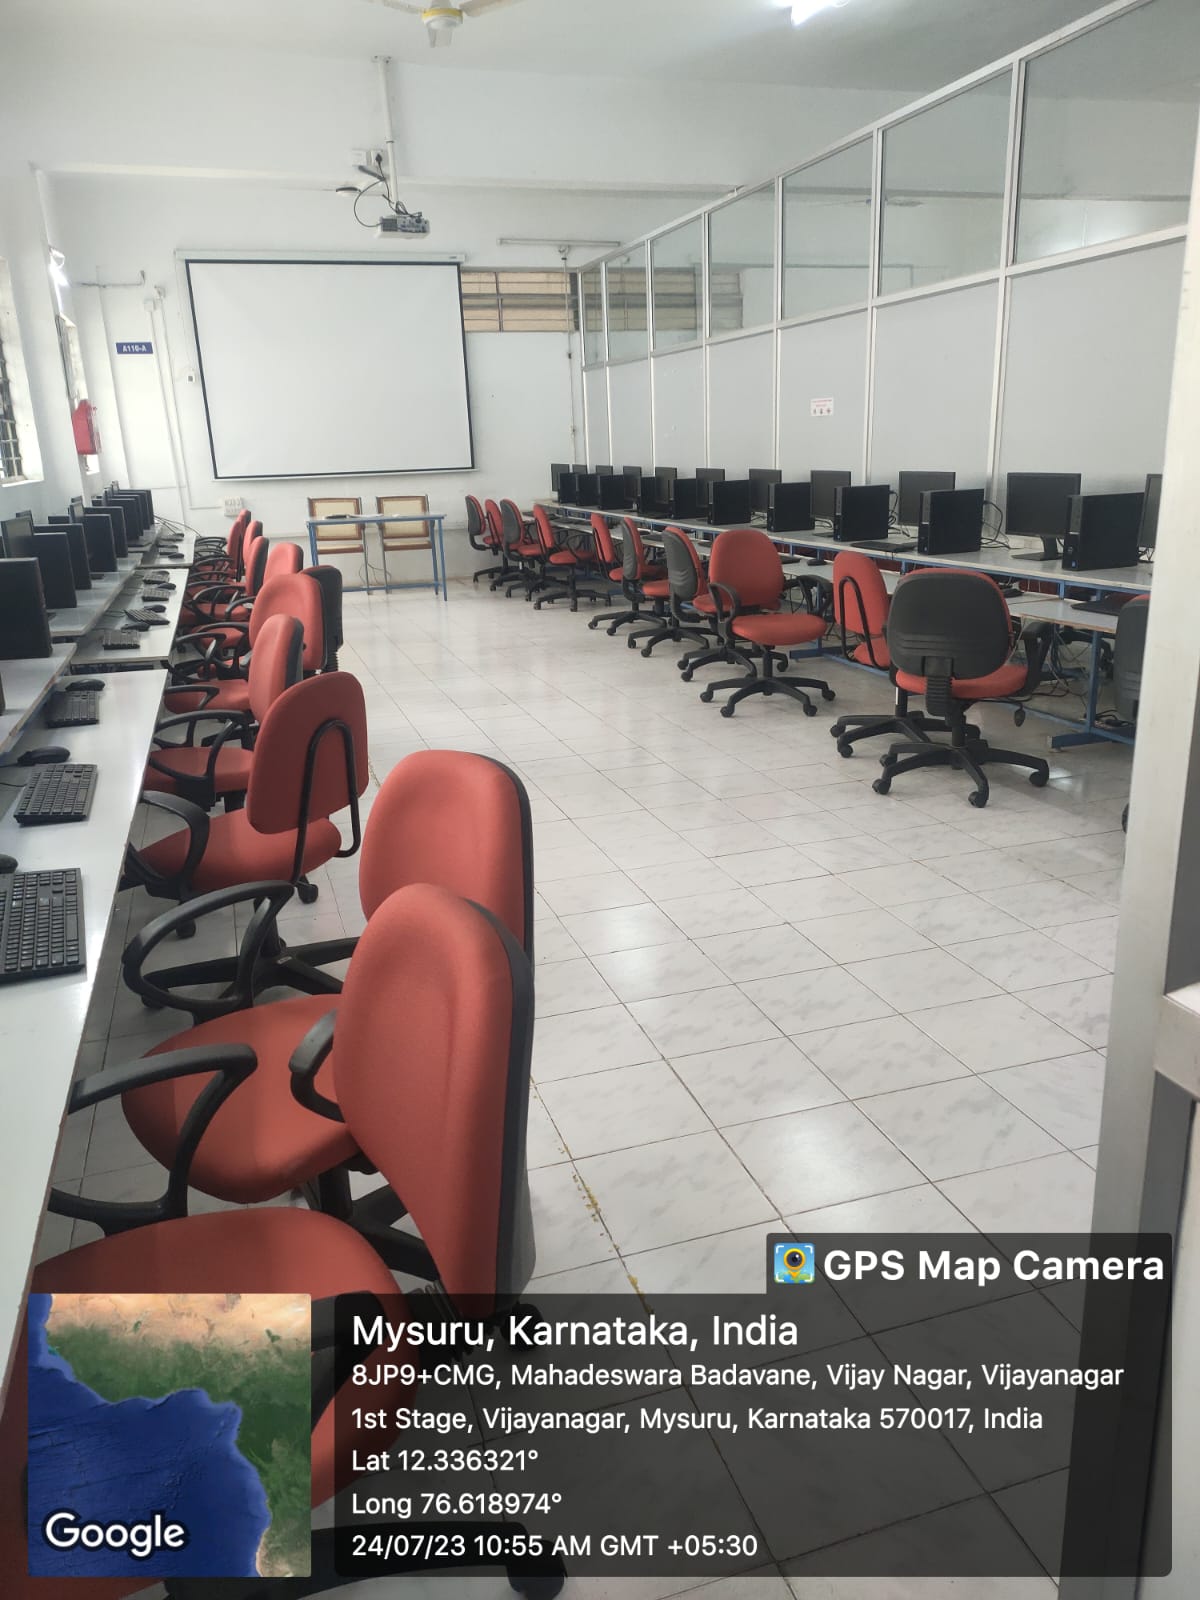 A110-A
GPS Map Camera
Mysuru, Karnataka, India
8JP9+CMG, Mahadeswara Badavane, Vijay Nagar, Vijayanagar
1st Stage, Vijayanagar, Mysuru, Karnataka 570017, India
Lat 12.336321°
Long 76.618974°
24/07/23 10:55 AM GMT +05:30
Google